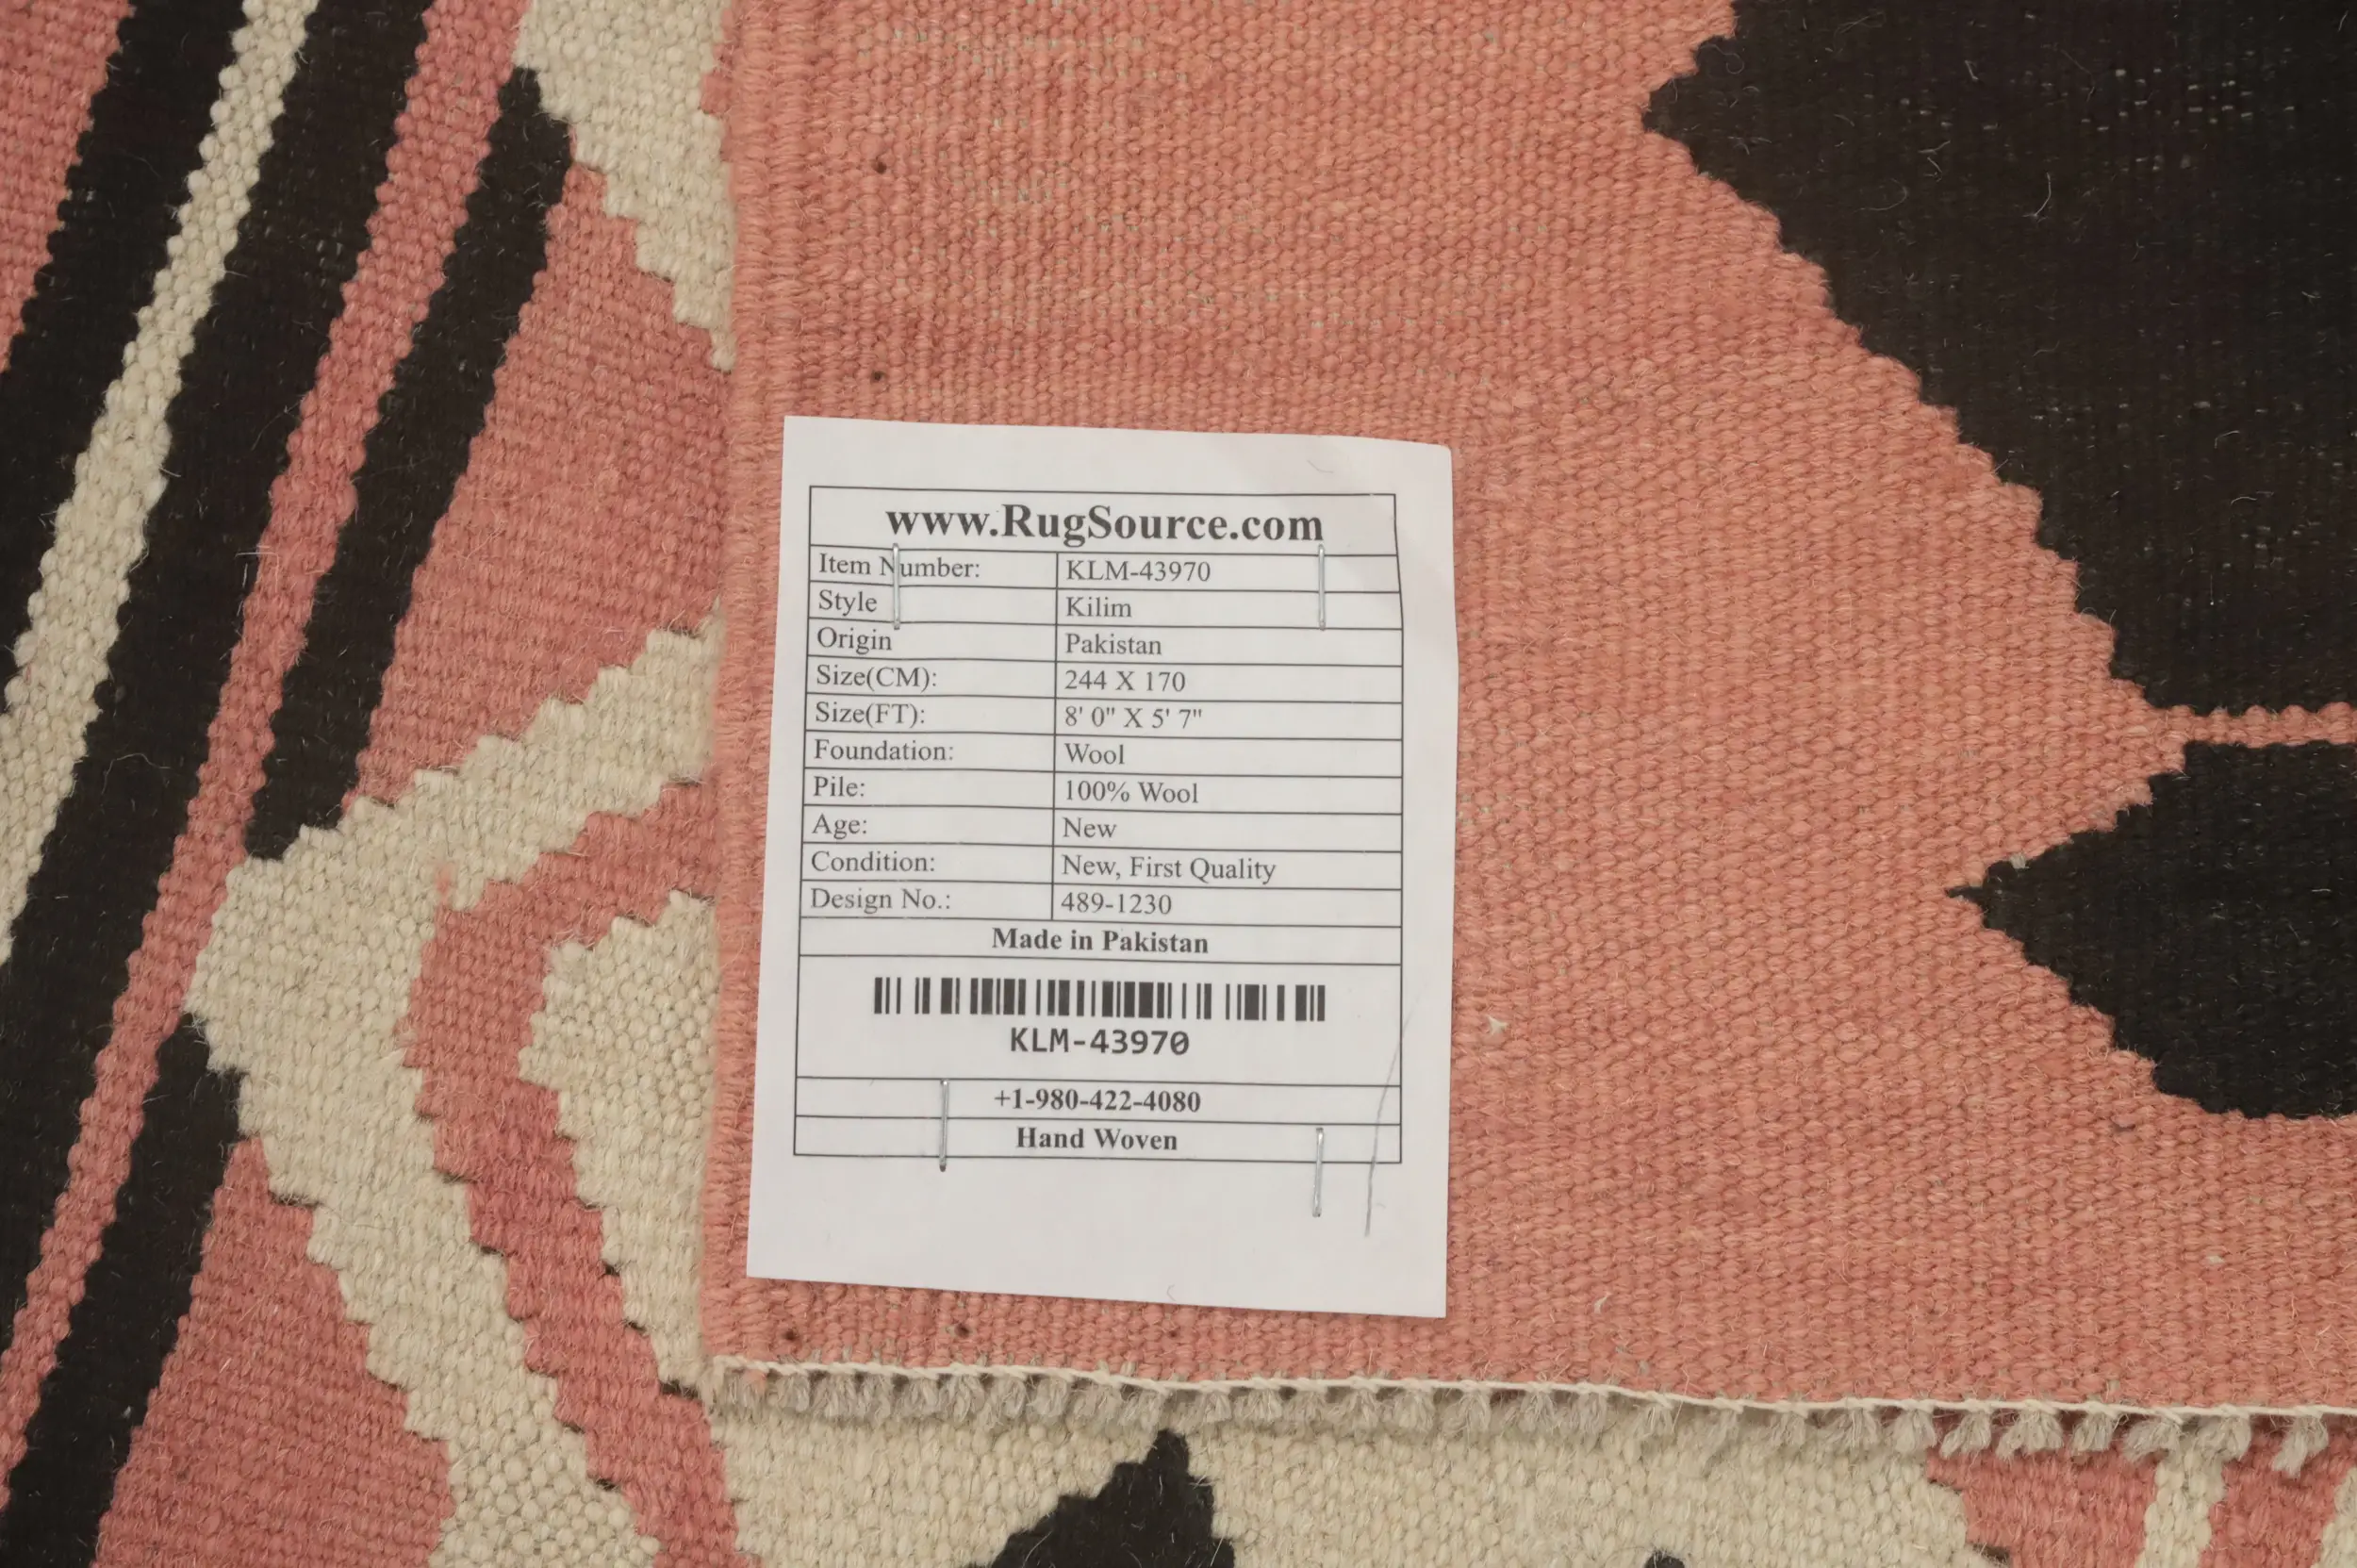 www.RugSource.com
Item Number: KLM-43970
Style Kilim
Origin Pakistan
Size(CM): 244 X 170
Size(FT): 8' 0" X 5' 7"
Foundation: Wool
Pile: 100% Wool
Age: New
Condition: New, First Quality
Design No.: 489-1230
Made in Pakistan
KLM-43970
+1-980-422-4080
Hand Woven